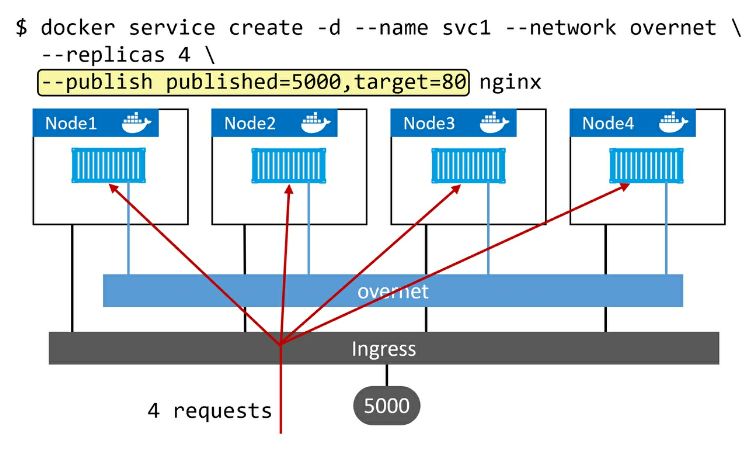 $ docker service create -d --name svc1 --network overnet \
--replicas 4 \
--publish published=5000,target=80 nginx
Node1
Node2
Node3
Node4
overnet
Ingress
4 requests
5000